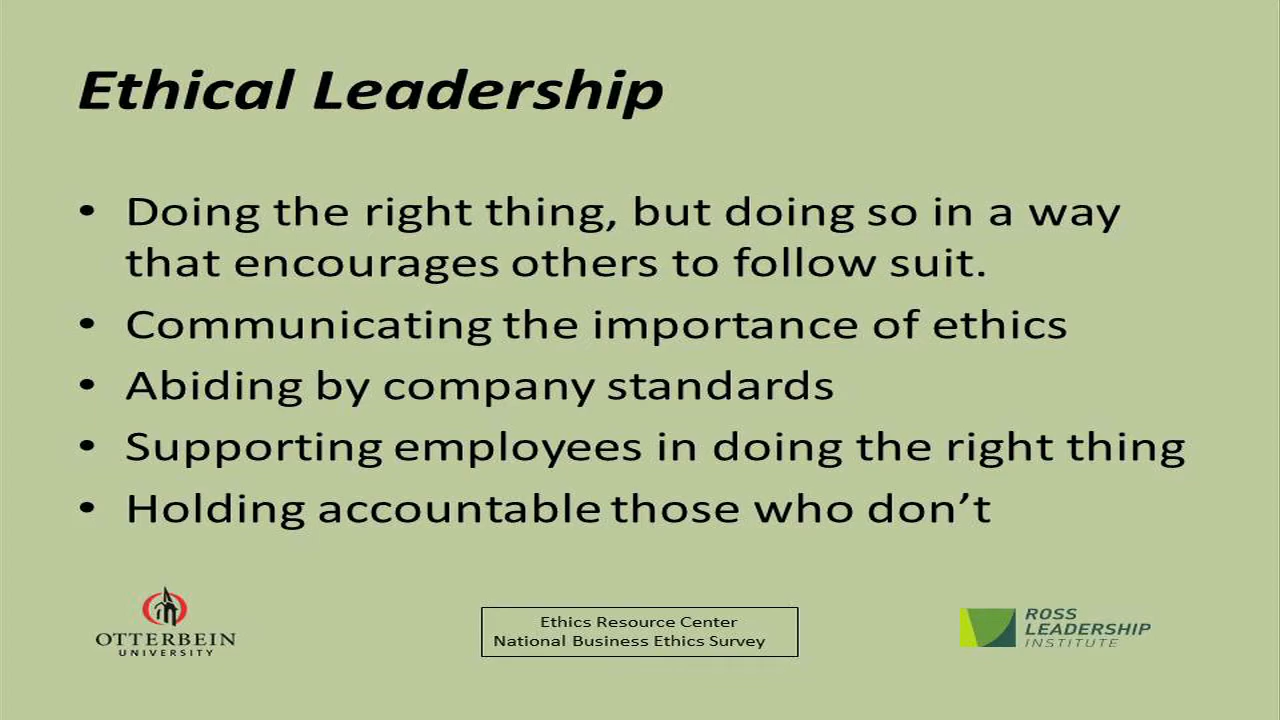 Ethical Leadership
• Doing the right thing, but doing so in a way
that encourages others to follow suit.
• Communicating the importance of ethics
• Abiding by company standards
• Supporting employees in doing the right thing
• Holding accountable those who don’t
OTTERBEIN
UNIVERSITY
Ethics Resource Center
National Business Ethics Survey
ROSS
LEADERSHIP
INSTITUTE